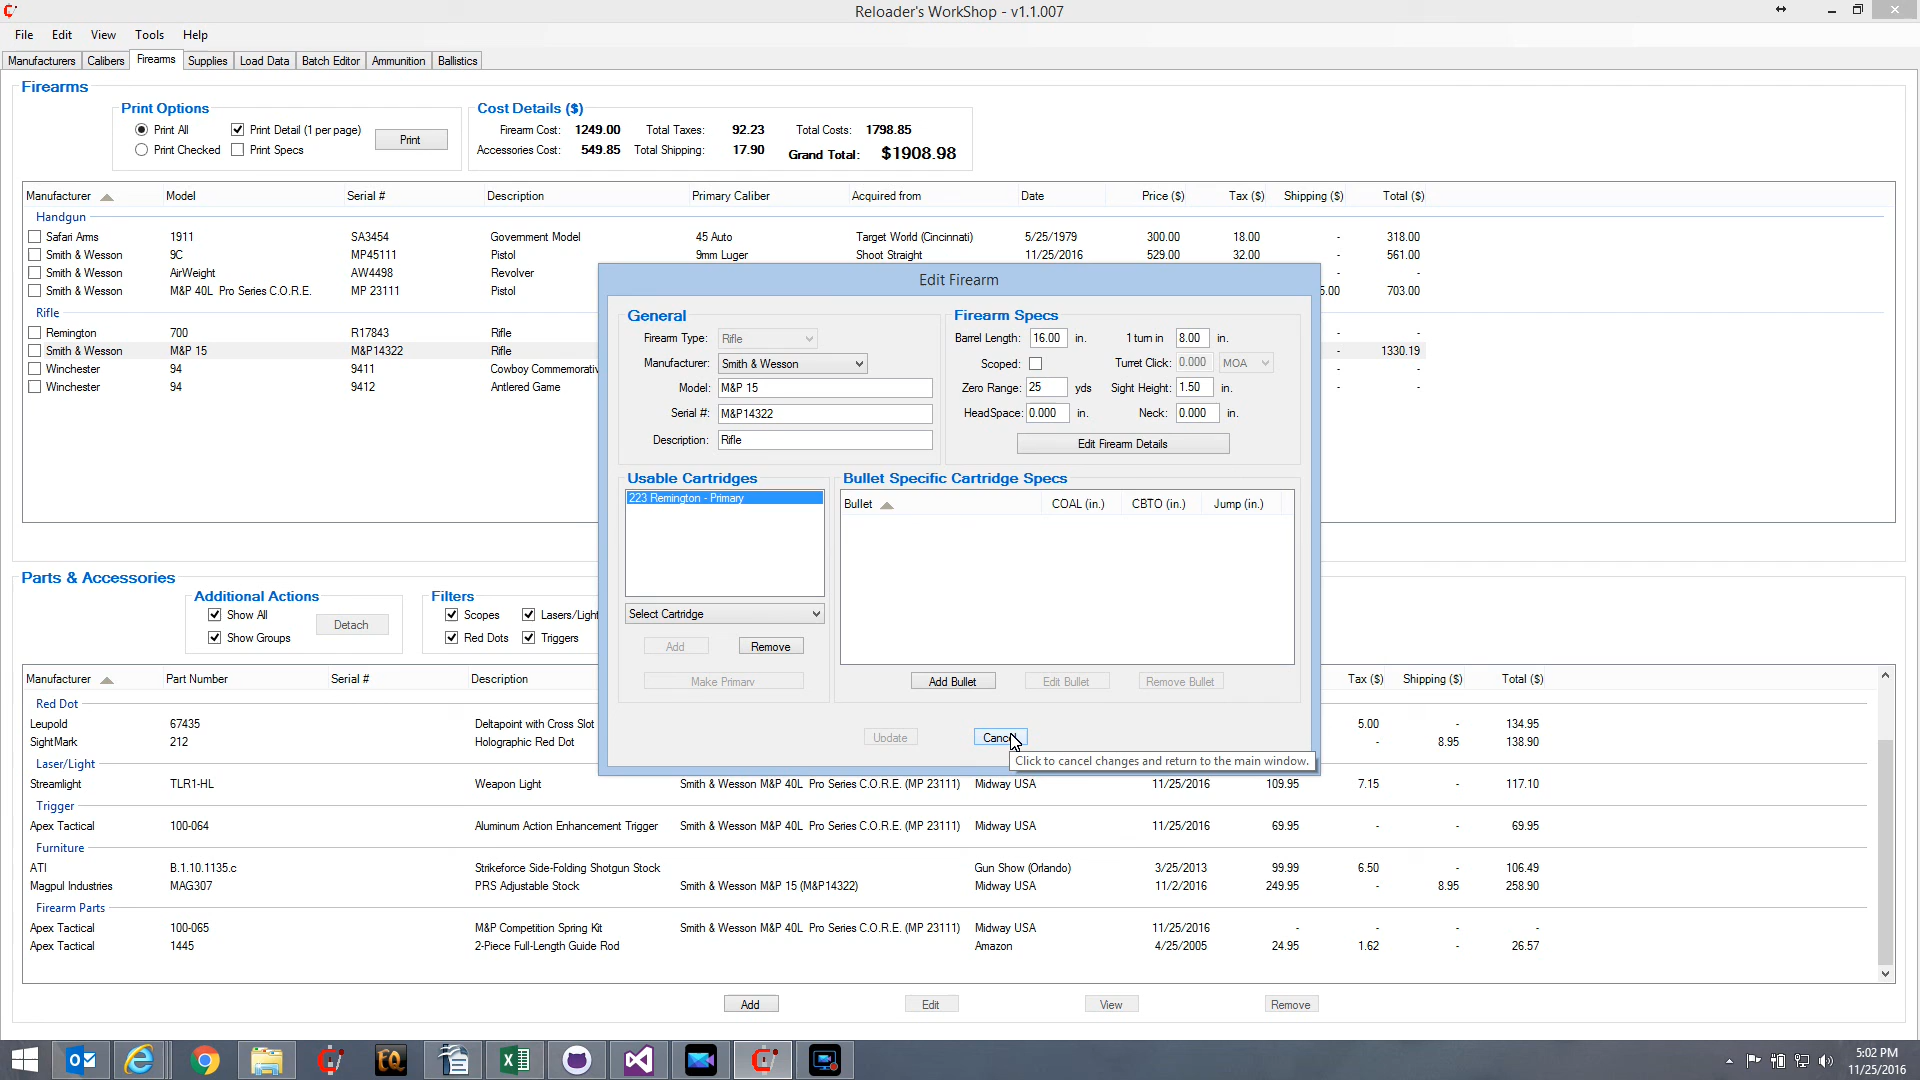 Reloader's WorkShop - v1.1.007
File Edit View Tools Help
Manufacturers Calibers Firearms Supplies Load Data Batch Editor Ammunition Ballistics
Firearms
Print Options
Print All Print Detail (1 per page) Print
Print Checked Print Specs
Cost Details ($)
Firearm Cost: 1249.00 Total Taxes: 92.23 Total Costs: 1798.85
Accessories Cost: 549.85 Total Shipping: 17.90 Grand Total: $1908.98
Manufacturer Model Serial # Description Primary Caliber Acquired from Date Price ($) Tax ($) Shipping ($) Total ($)
Handgun
Safari Arms 1911 SA3454 Government Model 45 Auto Target World (Cincinnati) 5/25/1979 300.00 18.00 - 318.00
Smith & Wesson 9C MP45111 Pistol 9mm Luger Shoot Straight 11/25/2016 529.00 32.00 - 561.00
Smith & Wesson AirWeight AW4498 Revolver - -
Smith & Wesson M&P 40L Pro Series C.O.R.E. MP 23111 Pistol 5.00 703.00
Rifle
Remington 700 R17843 Rifle - -
Smith & Wesson M&P 15 M&P14322 Rifle - 1330.19
Winchester 94 9411 Cowboy Commemorativ - -
Winchester 94 9412 Antlered Game - -
Edit Firearm
General
Firearm Type: Rifle
Manufacturer: Smith & Wesson
Model: M&P 15
Serial #: M&P14322
Description: Rifle
Firearm Specs
Barrel Length: 16.00 in. 1 turn in 8.00 in.
Scoped: Turret Click: 0.000 MOA
Zero Range: 25 yds Sight Height: 1.50 in.
HeadSpace: 0.000 in. Neck: 0.000 in.
Edit Firearm Details
Usable Cartridges
223 Remington - Primary
Select Cartridge
Add Remove
Make Primary
Bullet Specific Cartridge Specs
Bullet COAL (in.) CBTO (in.) Jump (in.)
Add Bullet Edit Bullet Remove Bullet
Update Cancel
Click to cancel changes and return to the main window.
Parts & Accessories
Additional Actions
Show All Detach
Show Groups
Filters
Scopes Lasers/Light
Red Dots Triggers
Manufacturer Part Number Serial # Description Tax ($) Shipping ($) Total ($)
Red Dot
Leupold 67435 Deltapoint with Cross Slot 5.00 - 134.95
SightMark 212 Holographic Red Dot - 8.95 138.90
Laser/Light
Streamlight TLR1-HL Weapon Light Smith & Wesson M&P 40L Pro Series C.O.R.E. (MP 23111) Midway USA 11/25/2016 109.95 7.15 - 117.10
Trigger
Apex Tactical 100-064 Aluminum Action Enhancement Trigger Smith & Wesson M&P 40L Pro Series C.O.R.E. (MP 23111) Midway USA 11/25/2016 69.95 - - 69.95
Furniture
ATI B.1.10.1135.c Strikeforce Side-Folding Shotgun Stock Gun Show (Orlando) 3/25/2013 99.99 6.50 - 106.49
Magpul Industries MAG307 PRS Adjustable Stock Smith & Wesson M&P 15 (M&P14322) Midway USA 11/2/2016 249.95 - 8.95 258.90
Firearm Parts
Apex Tactical 100-065 M&P Competition Spring Kit Smith & Wesson M&P 40L Pro Series C.O.R.E. (MP 23111) Midway USA 11/25/2016 - - - -
Apex Tactical 1445 2-Piece Full-Length Guide Rod Amazon 4/25/2005 24.95 1.62 - 26.57
Add Edit View Remove
5:02 PM
11/25/2016